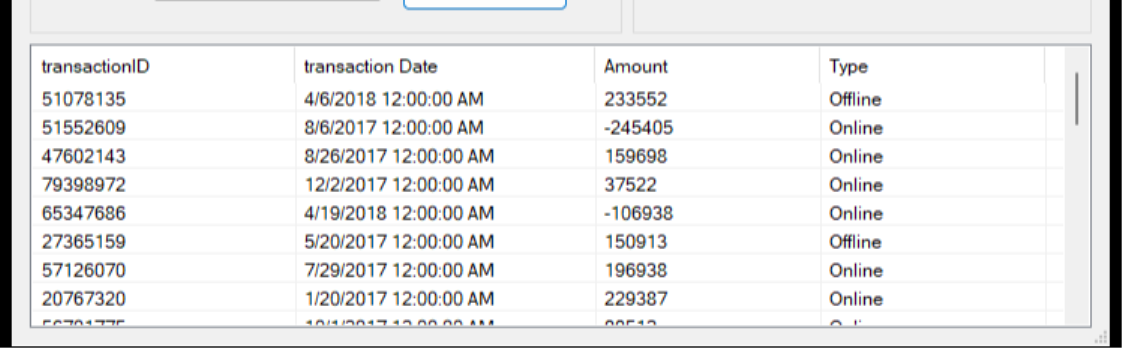 transactionID transaction Date Amount Type
51078135 4/6/2018 12:00:00 AM 233552 Offline
51552609 8/6/2017 12:00:00 AM -245405 Online
47602143 8/26/2017 12:00:00 AM 159698 Online
79398972 12/2/2017 12:00:00 AM 37522 Online
65347686 4/19/2018 12:00:00 AM -106938 Online
27365159 5/20/2017 12:00:00 AM 150913 Offline
57126070 7/29/2017 12:00:00 AM 196938 Online
20767320 1/20/2017 12:00:00 AM 229387 Online